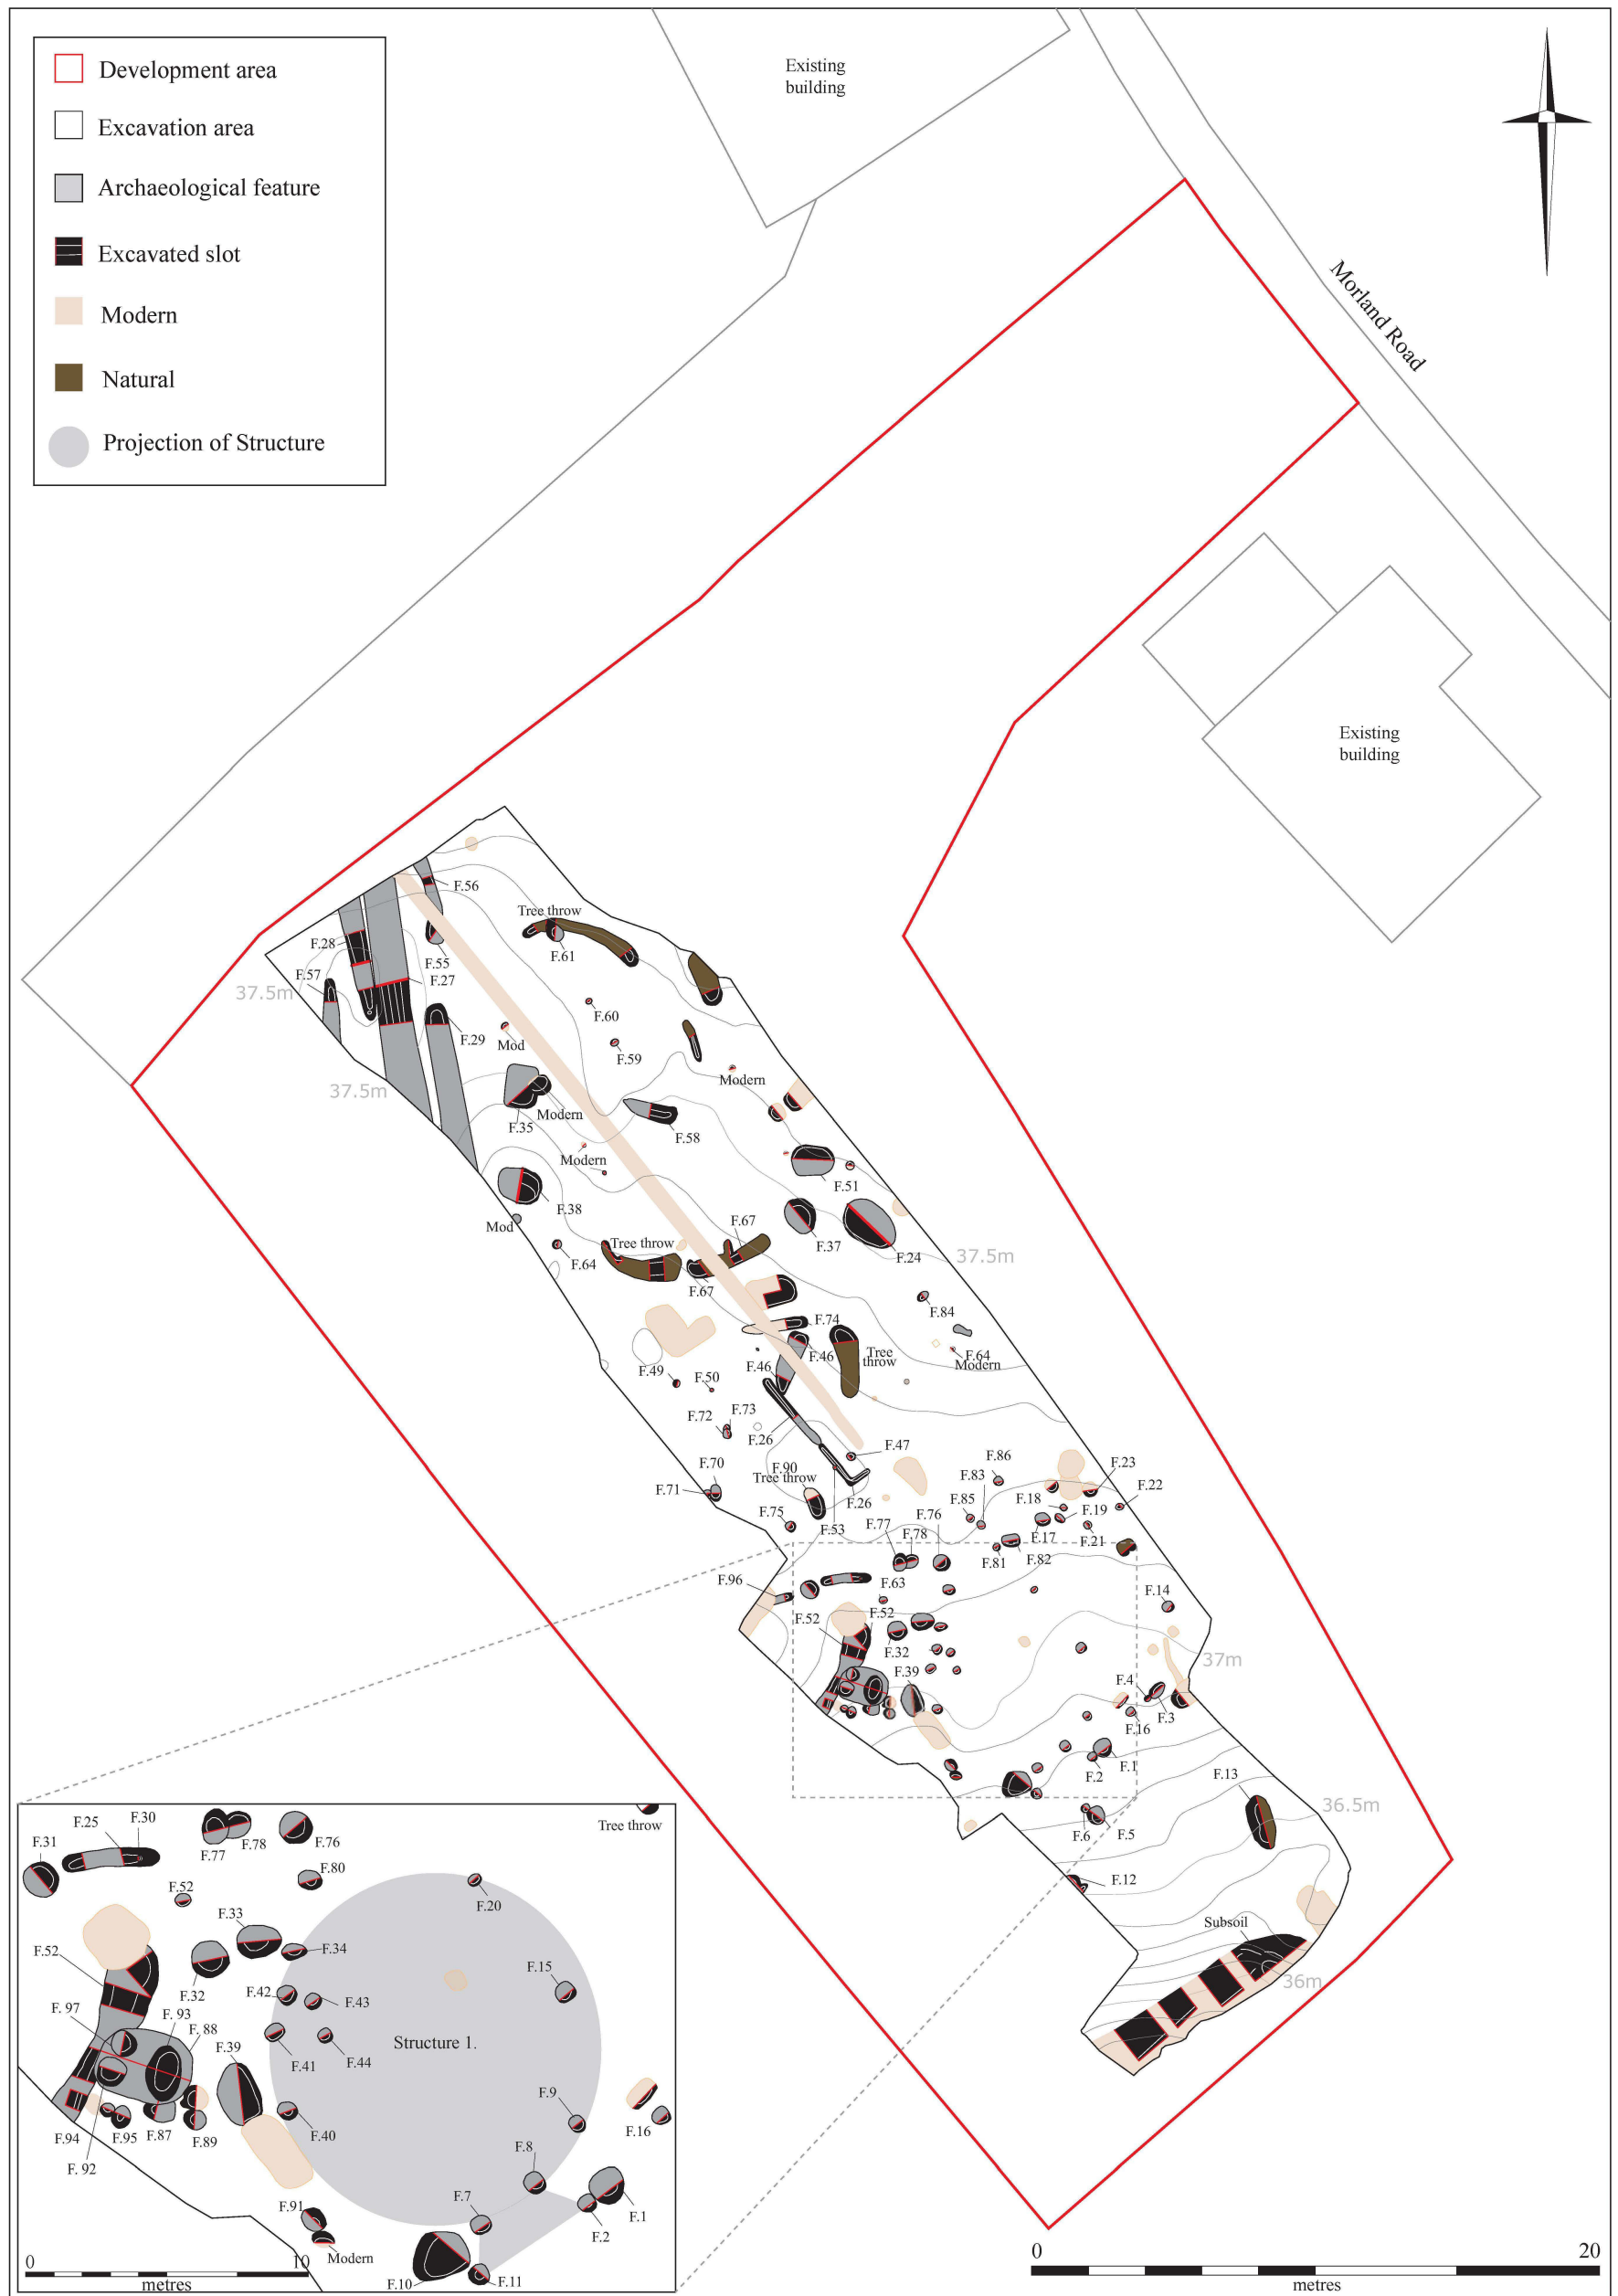 Development area
Excavation area
Archaeological feature
Excavated slot
Modern
Natural
Projection of Structure
Existing
building
Morland Road
Existing
building
F.56
Tree throw
F.28
F.61
F.55
F.57
F.27
37.5m
F.60
F.29
Mod
F.59
Modern
37.5m
Modern
F.35
F.58
Modern
F.51
F.38
Mod
F.67
F.37
Tree throw
F.24
37.5m
F.64
F.67
F.84
F.74
F.46
Tree
throw
F.64
Modern
F.46
F.49
F.50
F.73
F.72
F.26
F.47
F.86
F.70
F.90
Tree throw
F.83
F.23
F.71
F.26
F.85
F.18
F.22
F.75
F.53
F.76
F.19
F.77
F.78
F.17
F.21
F.81
F.82
F.96
F.63
F.14
F.52
F.52
F.32
37m
F.39
F.4
F.3
F.16
F.1
F.2
F.13
36.5m
F.6
F.5
F.12
Subsoil
36m
F.25
F.30
F.31
F.77
F.78
F.76
Tree throw
F.80
F.52
F.20
F.33
F.34
F.52
F.15
F.32
F.42
F.43
F. 97
F. 93
F. 88
Structure 1.
F.39
F.41
F.44
F.9
F.16
F.94
F.95
F.87
F.89
F.40
F. 92
F.8
F.7
F.91
F.1
F.2
Modern
F.10
F.11
0
10
metres
0
20
metres